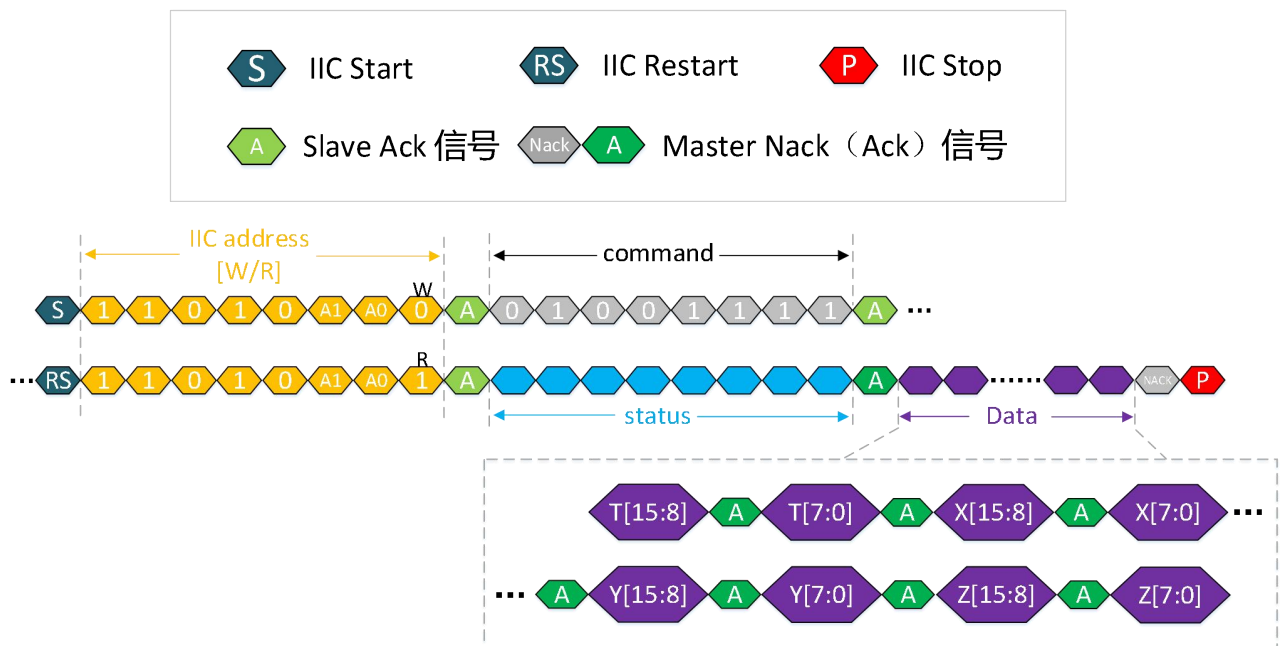 S IIC Start RS IIC Restart P IIC Stop
A Slave Ack 信号 Nack A Master Nack（Ack）信号
IIC address
[W/R]
command
W
S 1 1 0 1 0 A1 A0 0 A 0 1 0 0 1 1 1 1 A ...
R
... RS 1 1 0 1 0 A1 A0 1 A A ...... NACK P
status Data
T[15:8] A T[7:0] A X[15:8] A X[7:0] ...
... A Y[15:8] A Y[7:0] A Z[15:8] A Z[7:0]